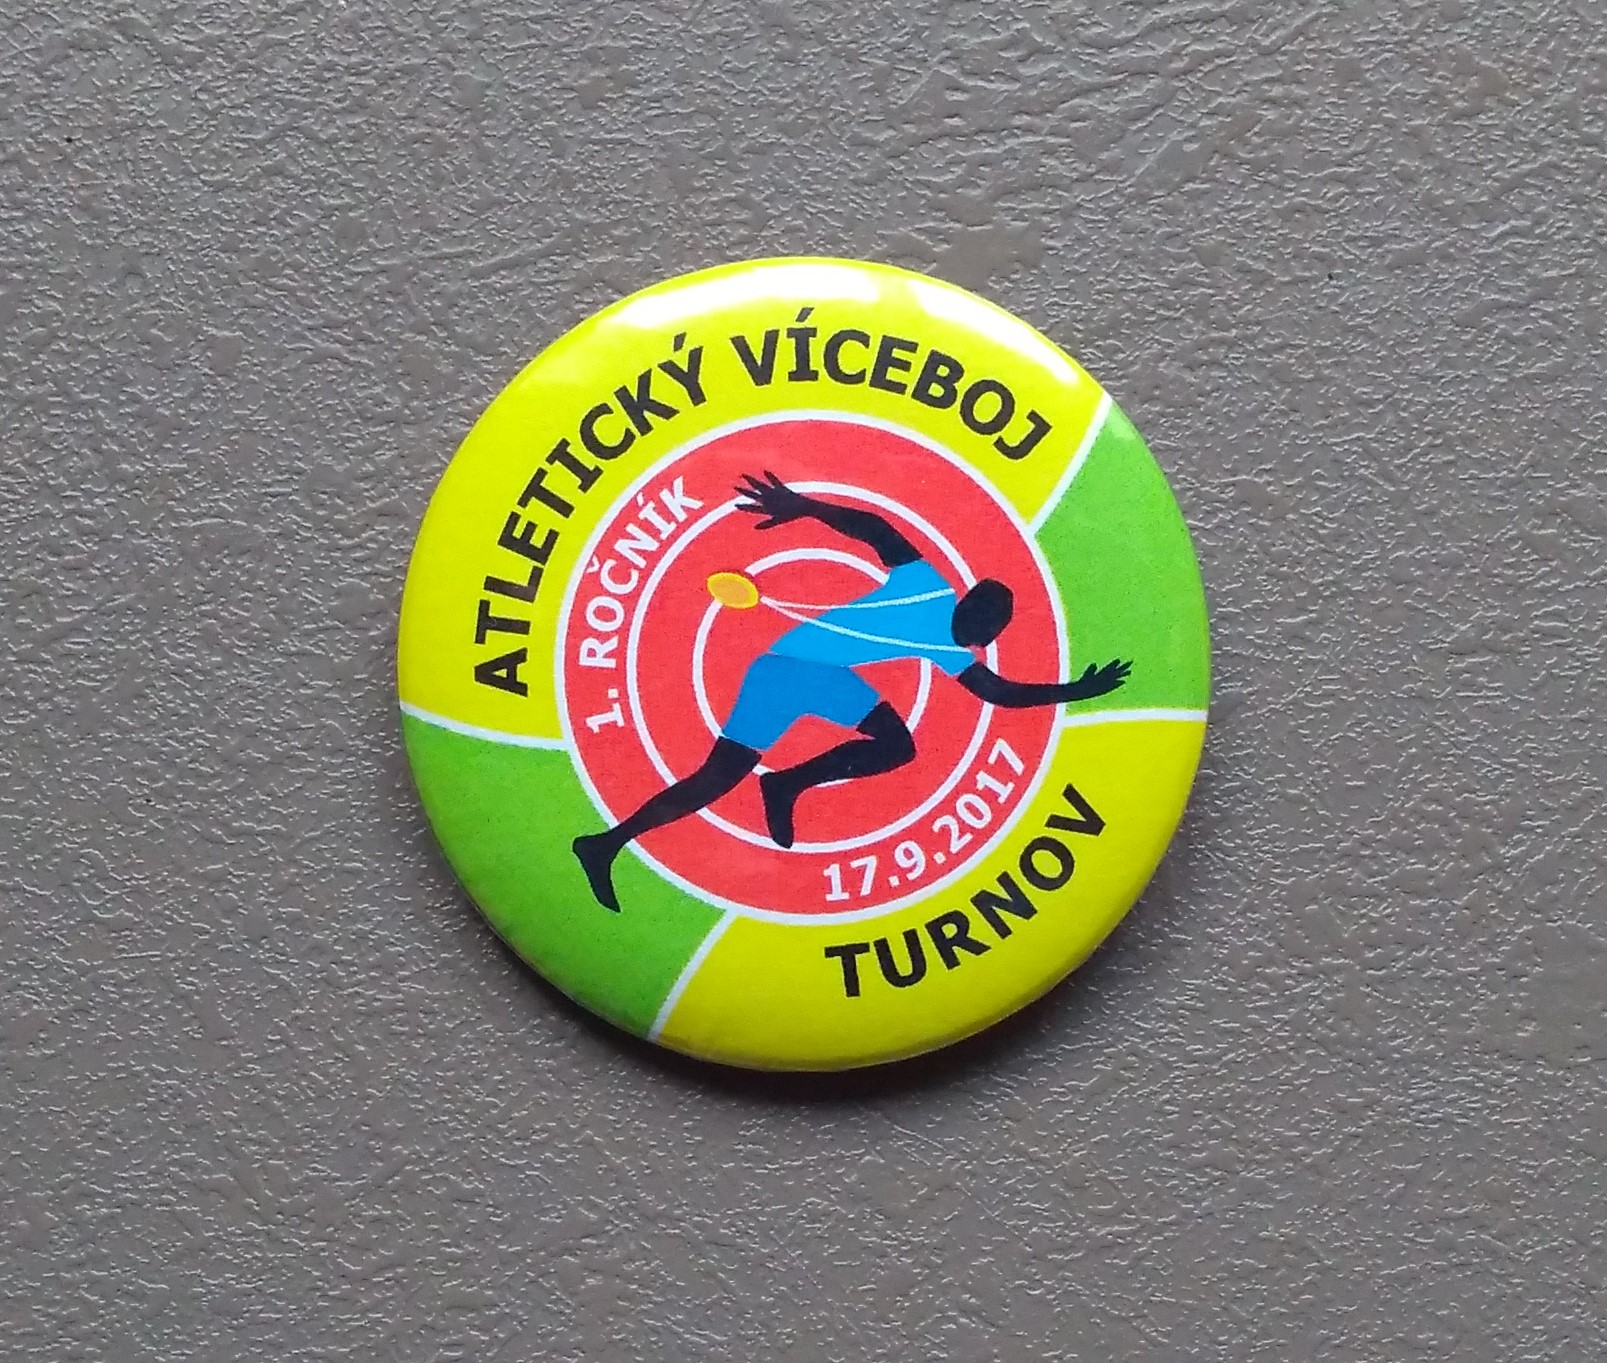 ATLETICKÝ VÍCEBOJ
1. ROČNÍK
17.9.2017
TURNOV